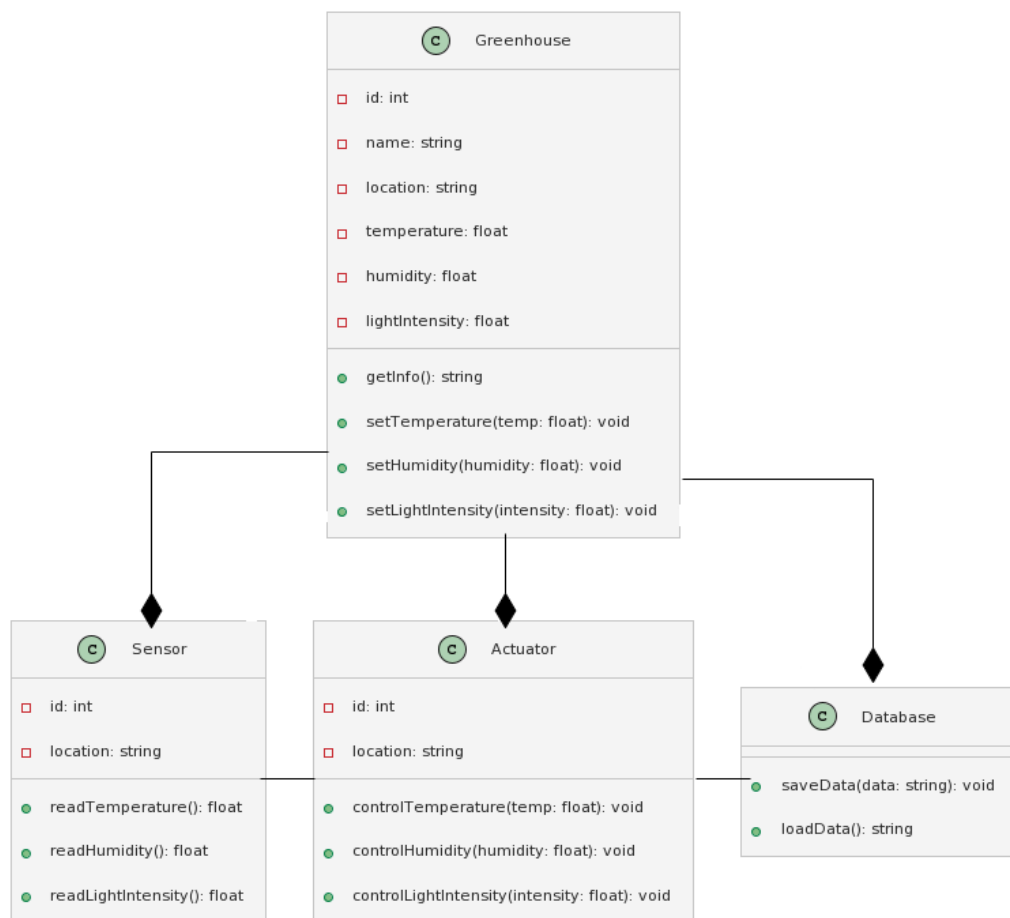 C Greenhouse
id: int
name: string
location: string
temperature: float
humidity: float
lightIntensity: float
getInfo(): string
setTemperature(temp: float): void
setHumidity(humidity: float): void
setLightIntensity(intensity: float): void
C Sensor
id: int
location: string
readTemperature(): float
readHumidity(): float
readLightIntensity(): float
C Actuator
id: int
location: string
controlTemperature(temp: float): void
controlHumidity(humidity: float): void
controlLightIntensity(intensity: float): void
C Database
saveData(data: string): void
loadData(): string